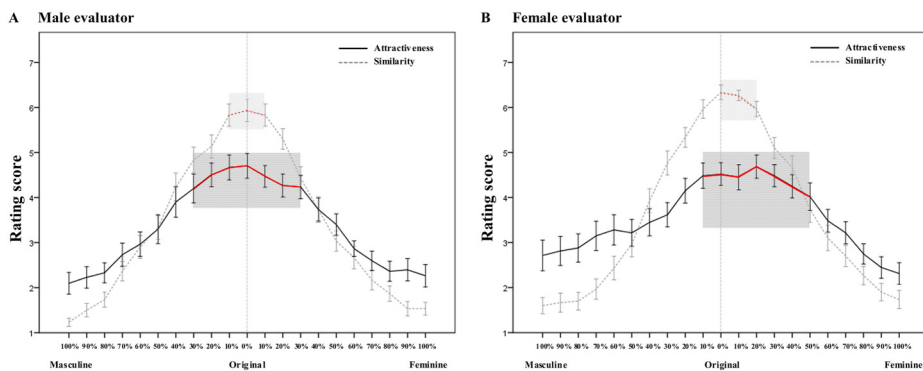 A Male evaluator
Attractiveness
Similarity
Rating score
7
6
5
4
3
2
1
100% 90% 80% 70% 60% 50% 40% 30% 20% 10% 0% 10% 20% 30% 40% 50% 60% 70% 80% 90% 100%
Masculine Original Feminine
B Female evaluator
Attractiveness
Similarity
Rating score
7
6
5
4
3
2
1
100% 90% 80% 70% 60% 50% 40% 30% 20% 10% 0% 10% 20% 30% 40% 50% 60% 70% 80% 90% 100%
Masculine Original Feminine